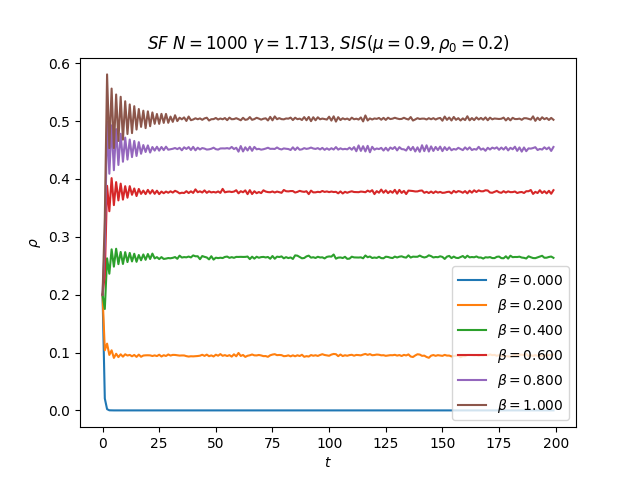 SF N = 1000 γ = 1.713, SIS(μ = 0.9, ρ₀ = 0.2)
0.6
0.5
0.4
0.3
0.2
0.1
0.0
ρ
β = 0.000
β = 0.200
β = 0.400
β = 0.600
β = 0.800
β = 1.000
0 25 50 75 100 125 150 175 200
t